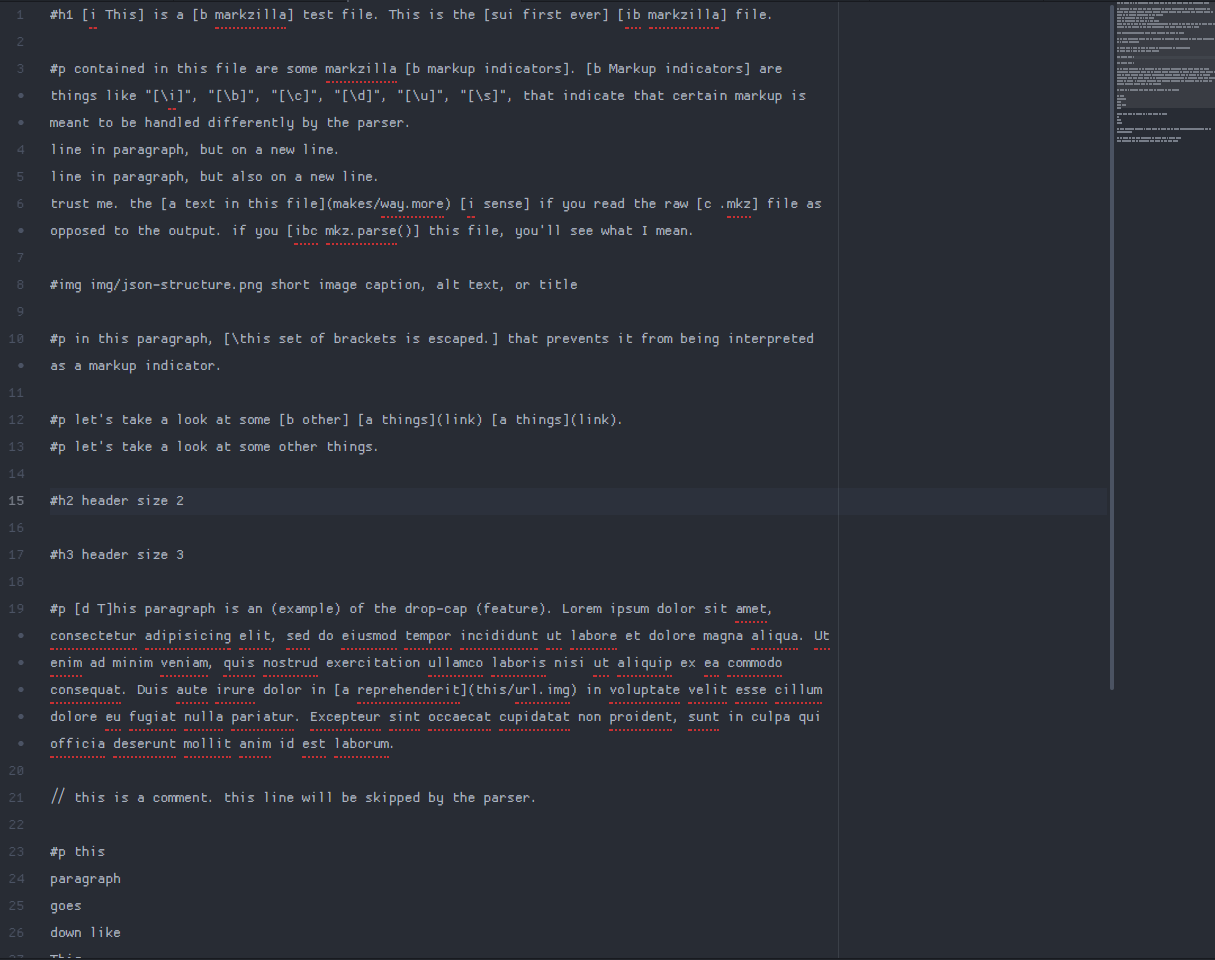 1 #h1 [i This] is a [b markzilla] test file. This is the [sui first ever] [ib markzilla] file.
2
3 #p contained in this file are some markzilla [b markup indicators]. [b Markup indicators] are
• things like "[\i]", "[\b]", "[\c]", "[\d]", "[\u]", "[\s]", that indicate that certain markup is
• meant to be handled differently by the parser.
4 line in paragraph, but on a new line.
5 line in paragraph, but also on a new line.
6 trust me. the [a text in this file](makes/way.more) [i sense] if you read the raw [c .mkz] file as
• opposed to the output. if you [ibc mkz.parse()] this file, you'll see what I mean.
7
8 #img img/json-structure.png short image caption, alt text, or title
9
10 #p in this paragraph, [\this set of brackets is escaped.] that prevents it from being interpreted
• as a markup indicator.
11
12 #p let's take a look at some [b other] [a things](link) [a things](link).
13 #p let's take a look at some other things.
14
15 #h2 header size 2
16
17 #h3 header size 3
18
19 #p [d T]his paragraph is an (example) of the drop-cap (feature). Lorem ipsum dolor sit amet,
• consectetur adipisicing elit, sed do eiusmod tempor incididunt ut labore et dolore magna aliqua. Ut
• enim ad minim veniam, quis nostrud exercitation ullamco laboris nisi ut aliquip ex ea commodo
• consequat. Duis aute irure dolor in [a reprehenderit](this/url.img) in voluptate velit esse cillum
• dolore eu fugiat nulla pariatur. Excepteur sint occaecat cupidatat non proident, sunt in culpa qui
• officia deserunt mollit anim id est laborum.
20
21 // this is a comment. this line will be skipped by the parser.
22
23 #p this
24 paragraph
25 goes
26 down like
27 This